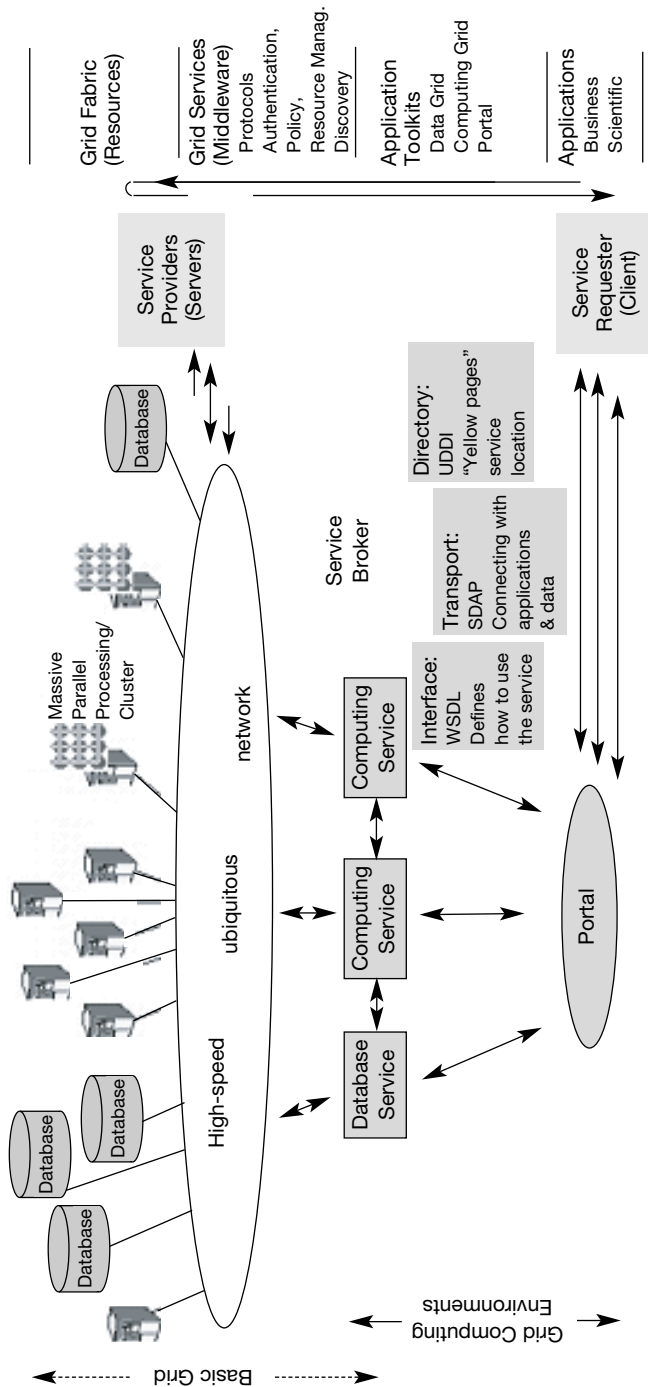 Database
Database
Database
Massive
Parallel
Processing/
Cluster
Database
High-speed
ubiquitous
network
Service
Providers
(Servers)
Database
Service
Computing
Service
Computing
Service
Service
Broker
Interface:
WSDL
Defines
how to use
the service
Transport:
SDAP
Connecting with
applications
& data
Directory:
UDDI
“Yellow pages”
service
location
Portal
Service
Requester
(Client)
Basic Grid
Grid Computing
Environments
Grid Fabric
(Resources)
Grid Services
(Middleware)
Protocols
Authentication,
Policy,
Resource Manag.
Discovery
Application
Toolkits
Data Grid
Computing Grid
Portal
Applications
Business
Scientific